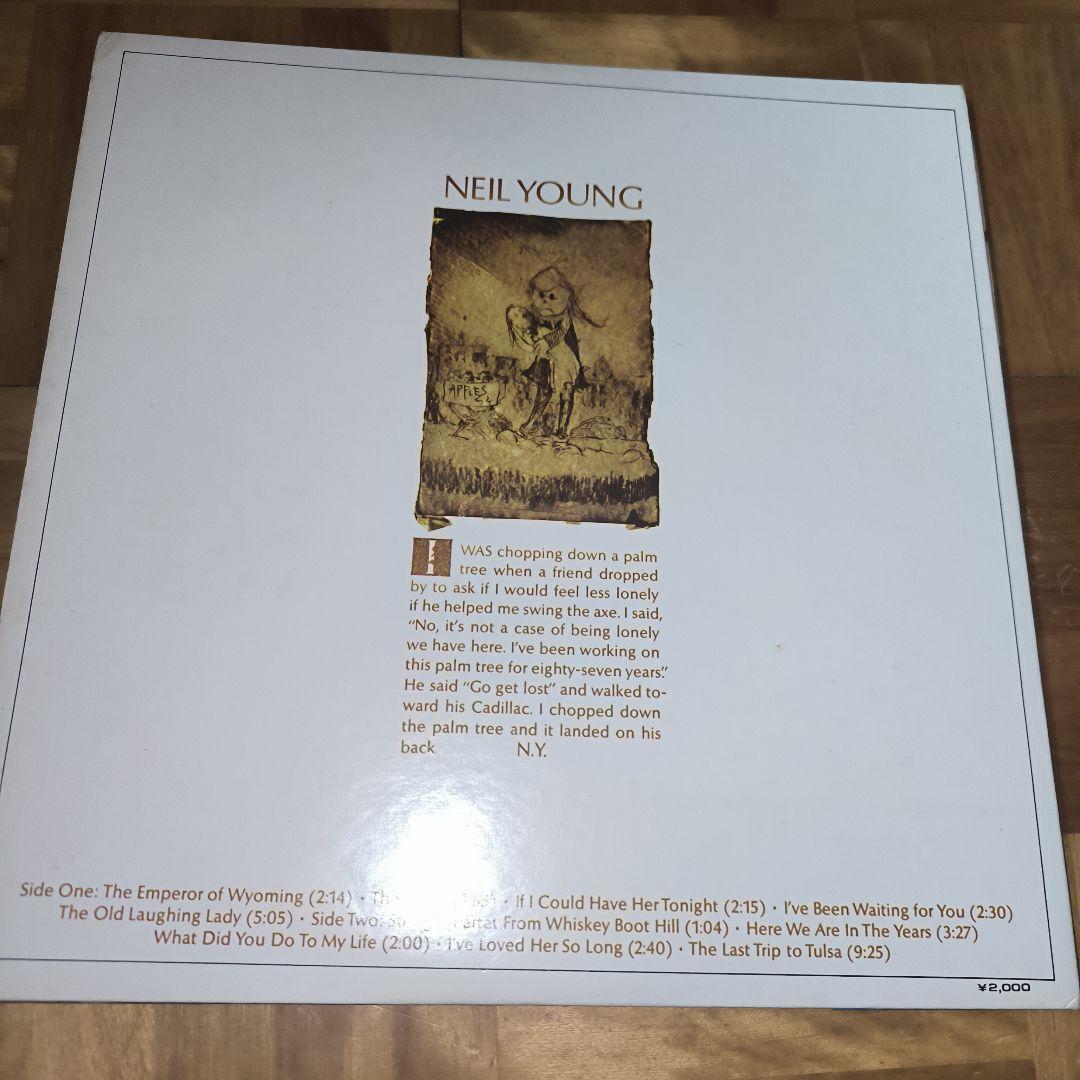 NEIL YOUNG
APPLES
I WAS chopping down a palm
tree when a friend dropped
by to ask if I would feel less lonely
if he helped me swing the axe. I said,
“No, it’s not a case of being lonely
we have here. I’ve been working on
this palm tree for eighty-seven years.”
He said “Go get lost” and walked to-
ward his Cadillac. I chopped down
the palm tree and it landed on his
back. N.Y.
Side One: The Emperor of Wyoming (2:14) · If I Could Have Her Tonight (2:15) · I’ve Been Waiting for You (2:30)
The Old Laughing Lady (5:05) · Side Two: From Whiskey Boot Hill (1:04) · Here We Are In The Years (3:27)
What Did You Do To My Life (2:00) · I’ve Loved Her So Long (2:40) · The Last Trip to Tulsa (9:25)
¥2,000